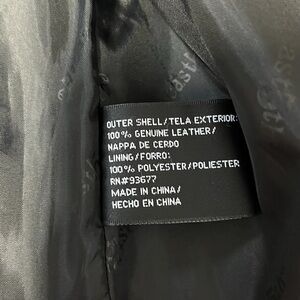 OUTER SHELL/TELA EXTERIOR:
100% GENUINE LEATHER/
NAPPA DE CERDO
LINING/FORRO:
100% POLYESTER/POLIESTER
RN#93677
MADE IN CHINA/
HECHO EN CHINA